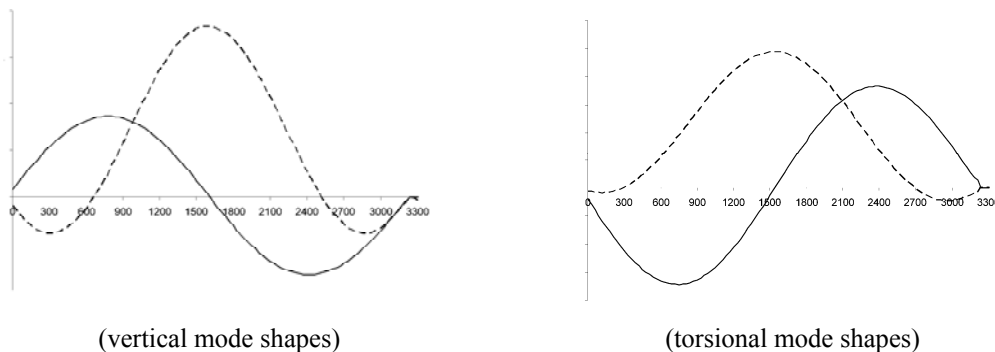 0 300 600 900 1200 1500 1800 2100 2400 2700 3000 3300
0 300 600 900 1200 1500 1800 2100 2400 2700 3000 330
(vertical mode shapes)
(torsional mode shapes)